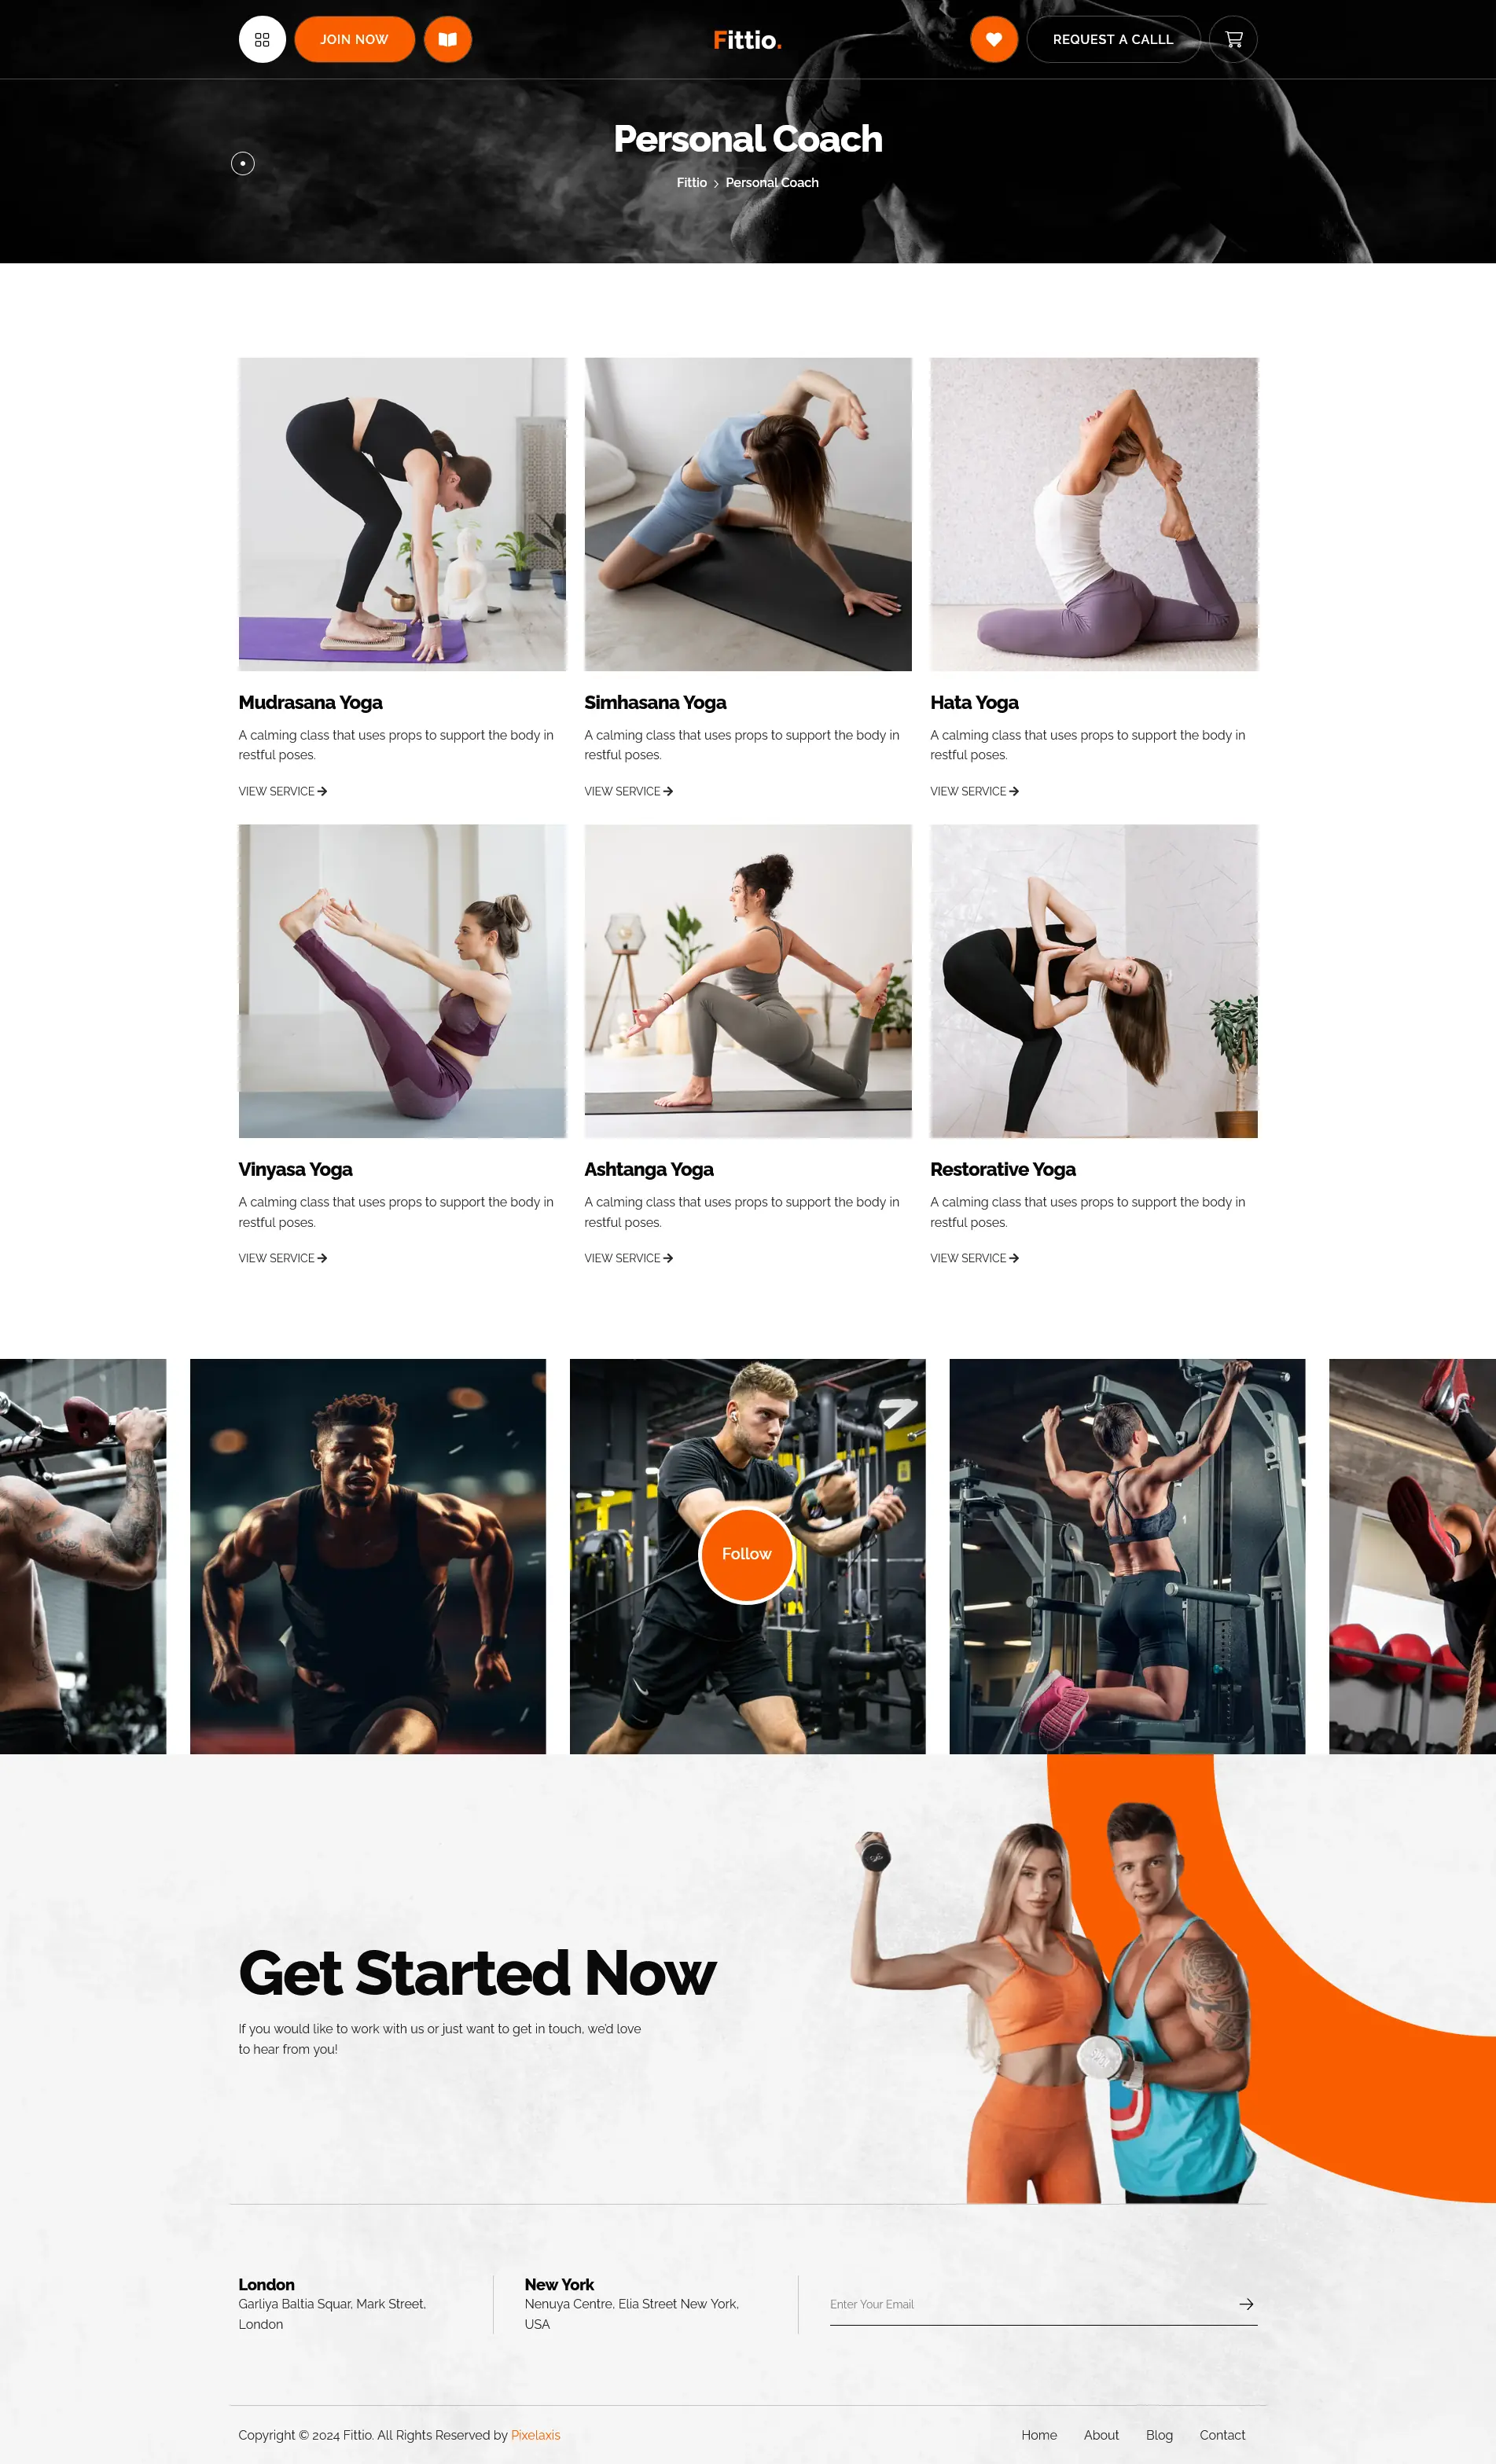 JOIN NOW
Fittio.
REQUEST A CALLL
Personal Coach
Fittio > Personal Coach
Mudrasana Yoga
A calming class that uses props to support the body in
restful poses.
VIEW SERVICE
Simhasana Yoga
A calming class that uses props to support the body in
restful poses.
VIEW SERVICE
Hata Yoga
A calming class that uses props to support the body in
restful poses.
VIEW SERVICE
Vinyasa Yoga
A calming class that uses props to support the body in
restful poses.
VIEW SERVICE
Ashtanga Yoga
A calming class that uses props to support the body in
restful poses.
VIEW SERVICE
Restorative Yoga
A calming class that uses props to support the body in
restful poses.
VIEW SERVICE
Follow
Get Started Now
If you would like to work with us or just want to get in touch, we'd love
to hear from you!
London
Garliya Baltia Squar, Mark Street,
London
New York
Nenuya Centre, Elia Street New York,
USA
Enter Your Email
Copyright © 2024 Fittio. All Rights Reserved by Pixelaxis
Home
About
Blog
Contact